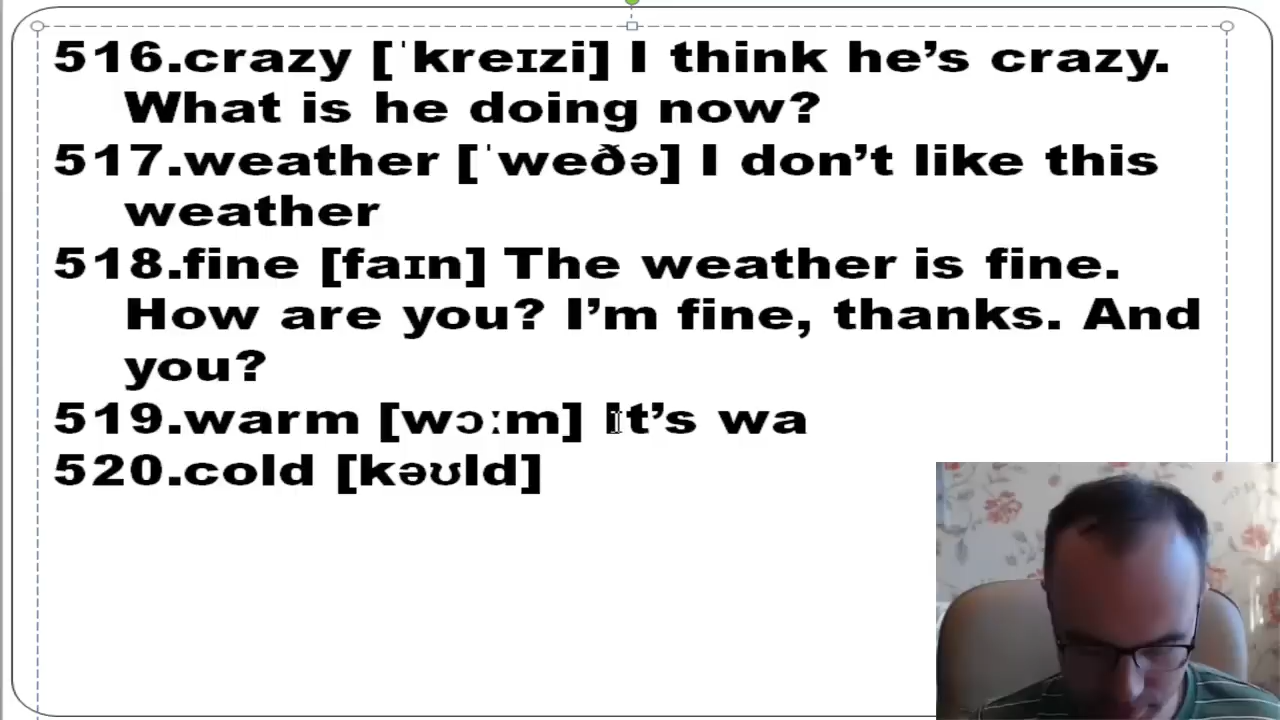 516.crazy [ˈkreɪzi] I think he’s crazy.
What is he doing now?
517.weather [ˈweðə] I don’t like this
weather
518.fine [faɪn] The weather is fine.
How are you? I’m fine, thanks. And
you?
519.warm [wɔːm] It’s wa
520.cold [kəʊld]